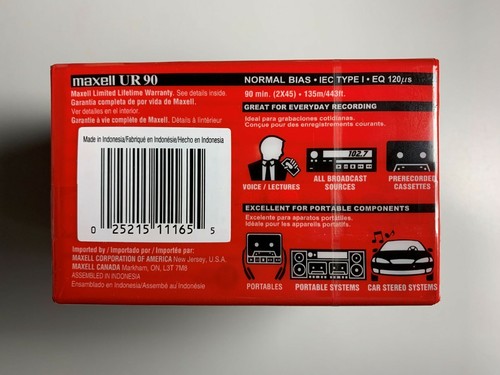 maxell UR 90
NORMAL BIAS • IEC TYPE I • EQ 120µs
Maxell Limited Lifetime Warranty. See details inside.
Garantía completa de por vida de Maxell.
Ver detalles en el interior.
Garantie à vie complète de Maxell. Détails à l'intérieur
90 min. (2X45) • 135m/443ft.
GREAT FOR EVERYDAY RECORDING
Ideal para grabaciones cotidianas.
Conçue pour des enregistrements courants.
Made in Indonesia/Fabriqué en Indonésie/Hecho en Indonesia
0 25215 11165 5
102.7
VOICE / LECTURES
ALL BROADCAST
SOURCES
PRERECORDED
CASSETTES
EXCELLENT FOR PORTABLE COMPONENTS
Excelente para aparatos portátiles.
Idéale pour les appareils portatifs.
Imported by / Importado por / Importée par:
MAXELL CORPORATION OF AMERICA New Jersey, U.S.A.
MAXELL CANADA Markham, ON, L3T 7M8
ASSEMBLED IN INDONESIA
Ensamblado en Indonesia/Assemblé au Indonésie
PORTABLES
PORTABLE SYSTEMS
CAR STEREO SYSTEMS